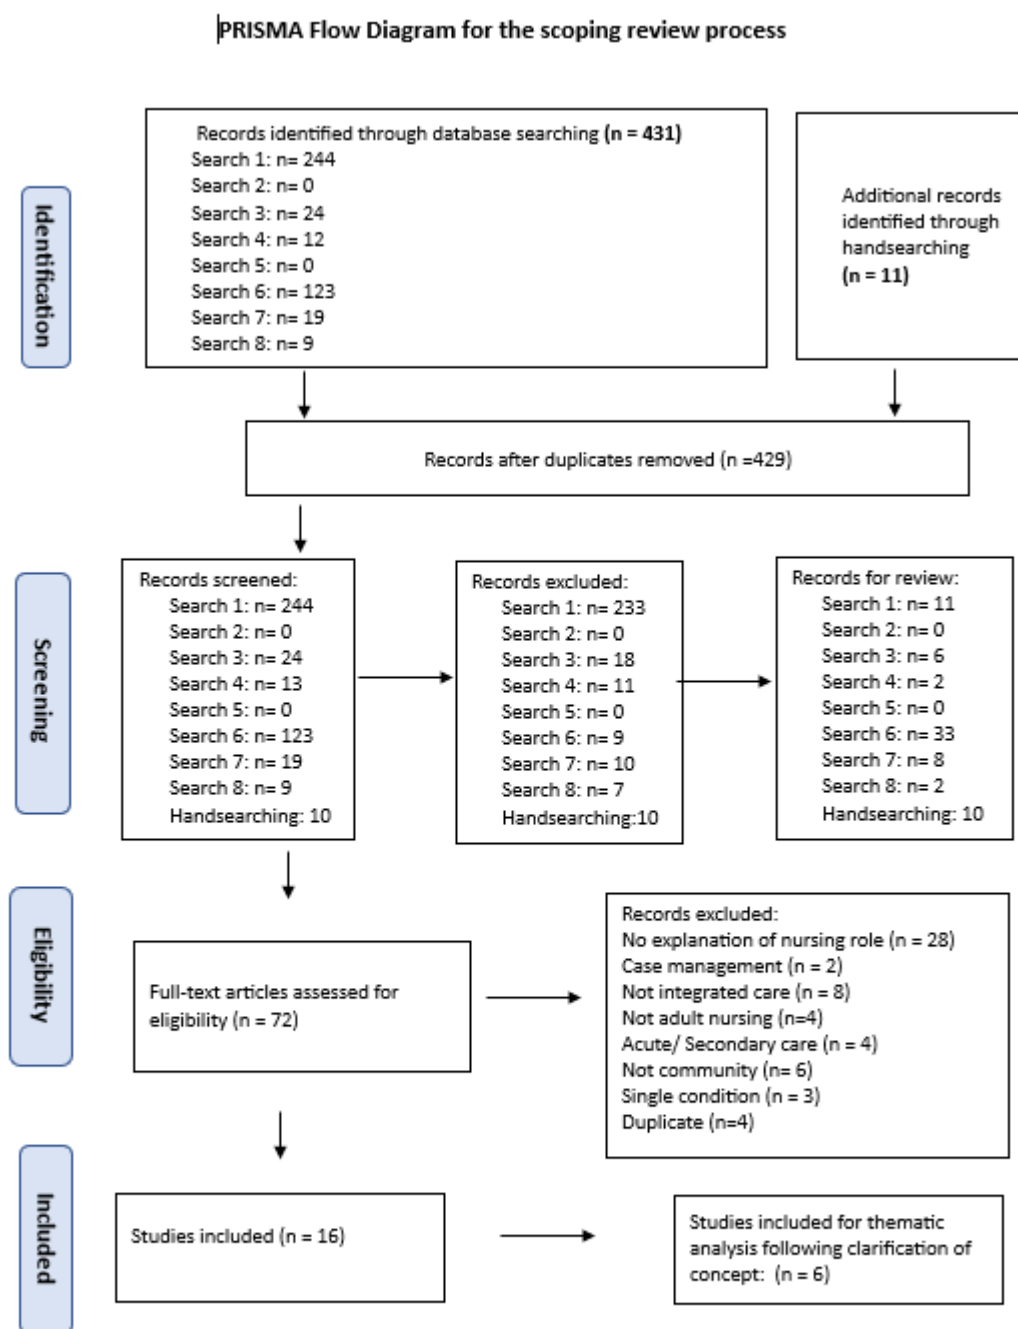 PRISMA Flow Diagram for the scoping review process
Identification
Records identified through database searching (n = 431)
Search 1: n= 244
Search 2: n= 0
Search 3: n= 24
Search 4: n= 12
Search 5: n= 0
Search 6: n= 123
Search 7: n= 19
Search 8: n= 9
Additional records
identified through
handsearching
(n = 11)
Records after duplicates removed (n =429)
Screening
Records screened:
Search 1: n= 244
Search 2: n= 0
Search 3: n= 24
Search 4: n= 13
Search 5: n= 0
Search 6: n= 123
Search 7: n= 19
Search 8: n= 9
Handsearching: 10
Records excluded:
Search 1: n= 233
Search 2: n= 0
Search 3: n= 18
Search 4: n= 11
Search 5: n= 0
Search 6: n= 9
Search 7: n= 10
Search 8: n= 7
Handsearching:10
Records for review:
Search 1: n= 11
Search 2: n= 0
Search 3: n= 6
Search 4: n= 2
Search 5: n= 0
Search 6: n= 33
Search 7: n= 8
Search 8: n= 2
Handsearching: 10
Eligibility
Full-text articles assessed for
eligibility (n = 72)
Records excluded:
No explanation of nursing role (n = 28)
Case management (n = 2)
Not integrated care (n = 8)
Not adult nursing (n=4)
Acute/ Secondary care (n = 4)
Not community (n= 6)
Single condition (n = 3)
Duplicate (n=4)
Included
Studies included (n = 16)
Studies included for thematic
analysis following clarification of
concept:  (n = 6)